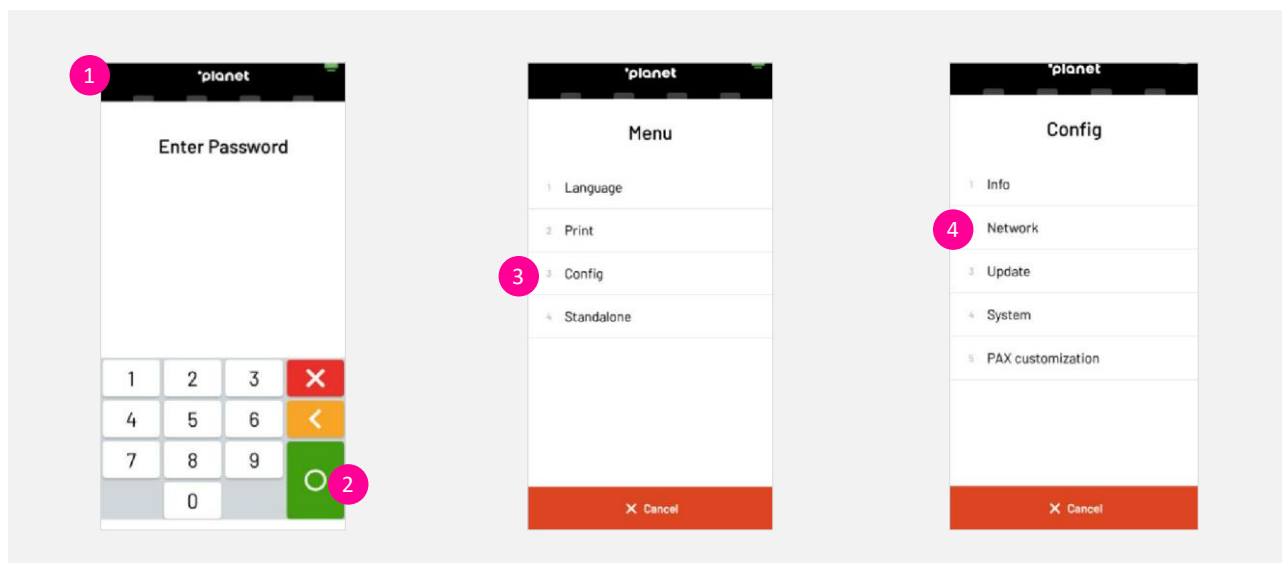 1
planet
Enter Password
1 2 3
4 5 6
7 8 9
0
2
planet
Menu
1 Language
2 Print
3
3 Config
4 Standalone
Cancel
planet
Config
1 Info
4
Network
3 Update
4 System
5 PAX customization
Cancel